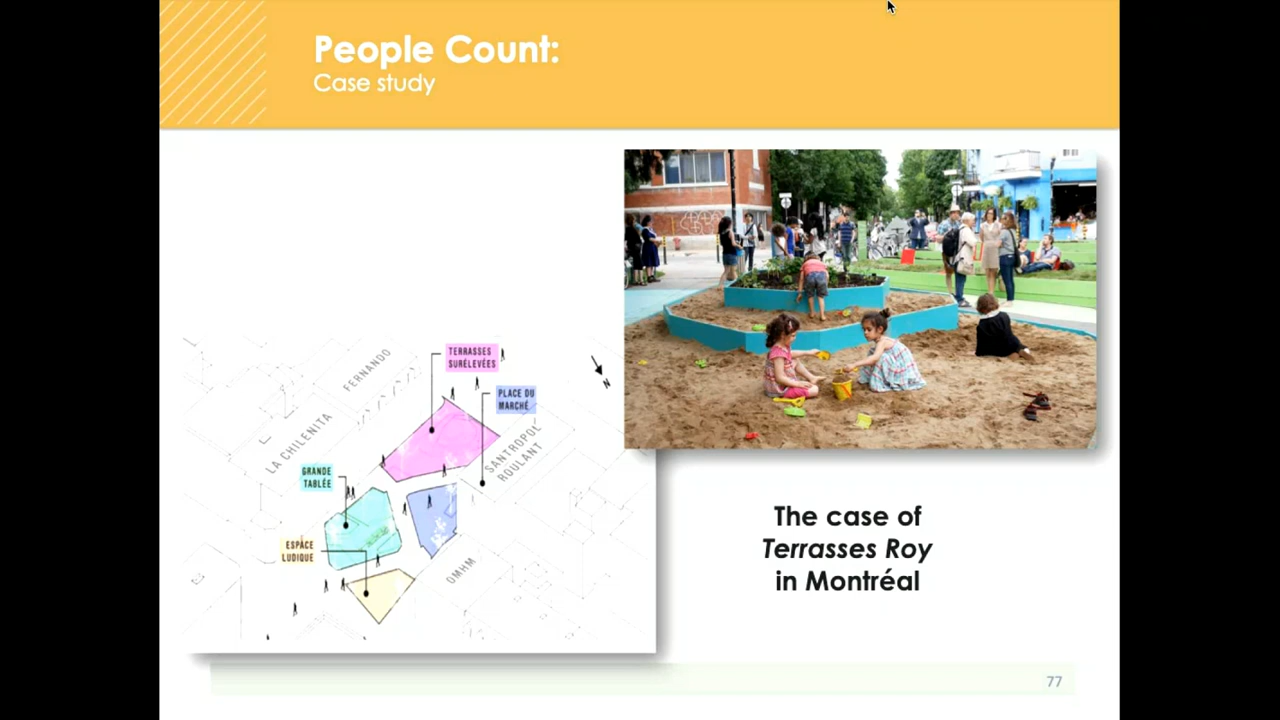 People Count:
Case study
TERRASSES
SURÉLEVÉES
FERNANDO
PLACE DU
MARCHÉ
LA CHILENITA
SANTROPOL
ROULANT
GRANDE
TABLÉE
ESPACE
LUDIQUE
OMHM
N
The case of
Terrasses Roy
in Montréal
77